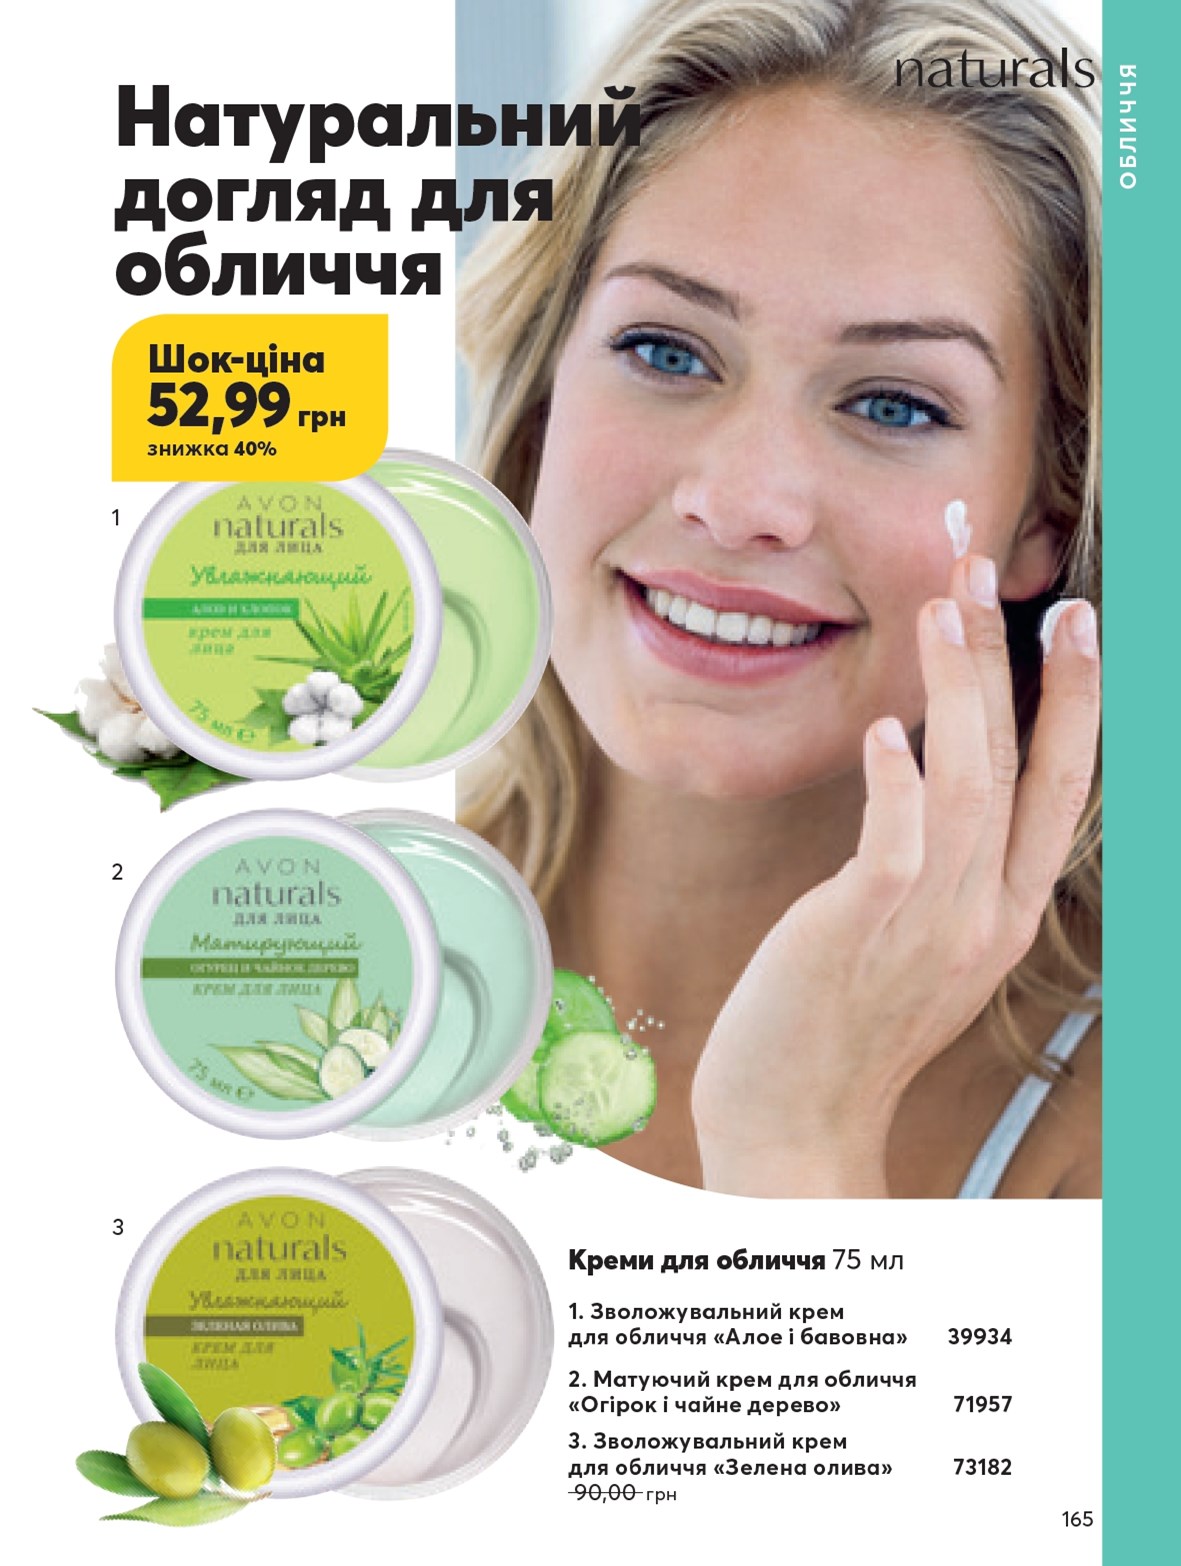 naturals
ОБЛИЧЧЯ
Натуральний
догляд для
обличчя
Шок-ціна
52,99 грн
знижка 40%
1
AVON
naturals
ДЛЯ ЛИЦА
Увлажняющий
АЛОЭ И ХЛОПОК
крем для
лица
75 мл ℮
2
AVON
naturals
ДЛЯ ЛИЦА
Матирующий
ОГУРЕЦ И ЧАЙНОЕ ДЕРЕВО
КРЕМ ДЛЯ ЛИЦА
75 мл ℮
3
AVON
naturals
ДЛЯ ЛИЦА
Увлажняющий
ЗЕЛЕНАЯ ОЛИВА
КРЕМ ДЛЯ
ЛИЦА
Креми для обличчя 75 мл
1. Зволожувальний крем
для обличчя «Алое і бавовна» 39934
2. Матуючий крем для обличчя
«Огірок і чайне дерево» 71957
3. Зволожувальний крем
для обличчя «Зелена олива» 73182
90,00 грн
165